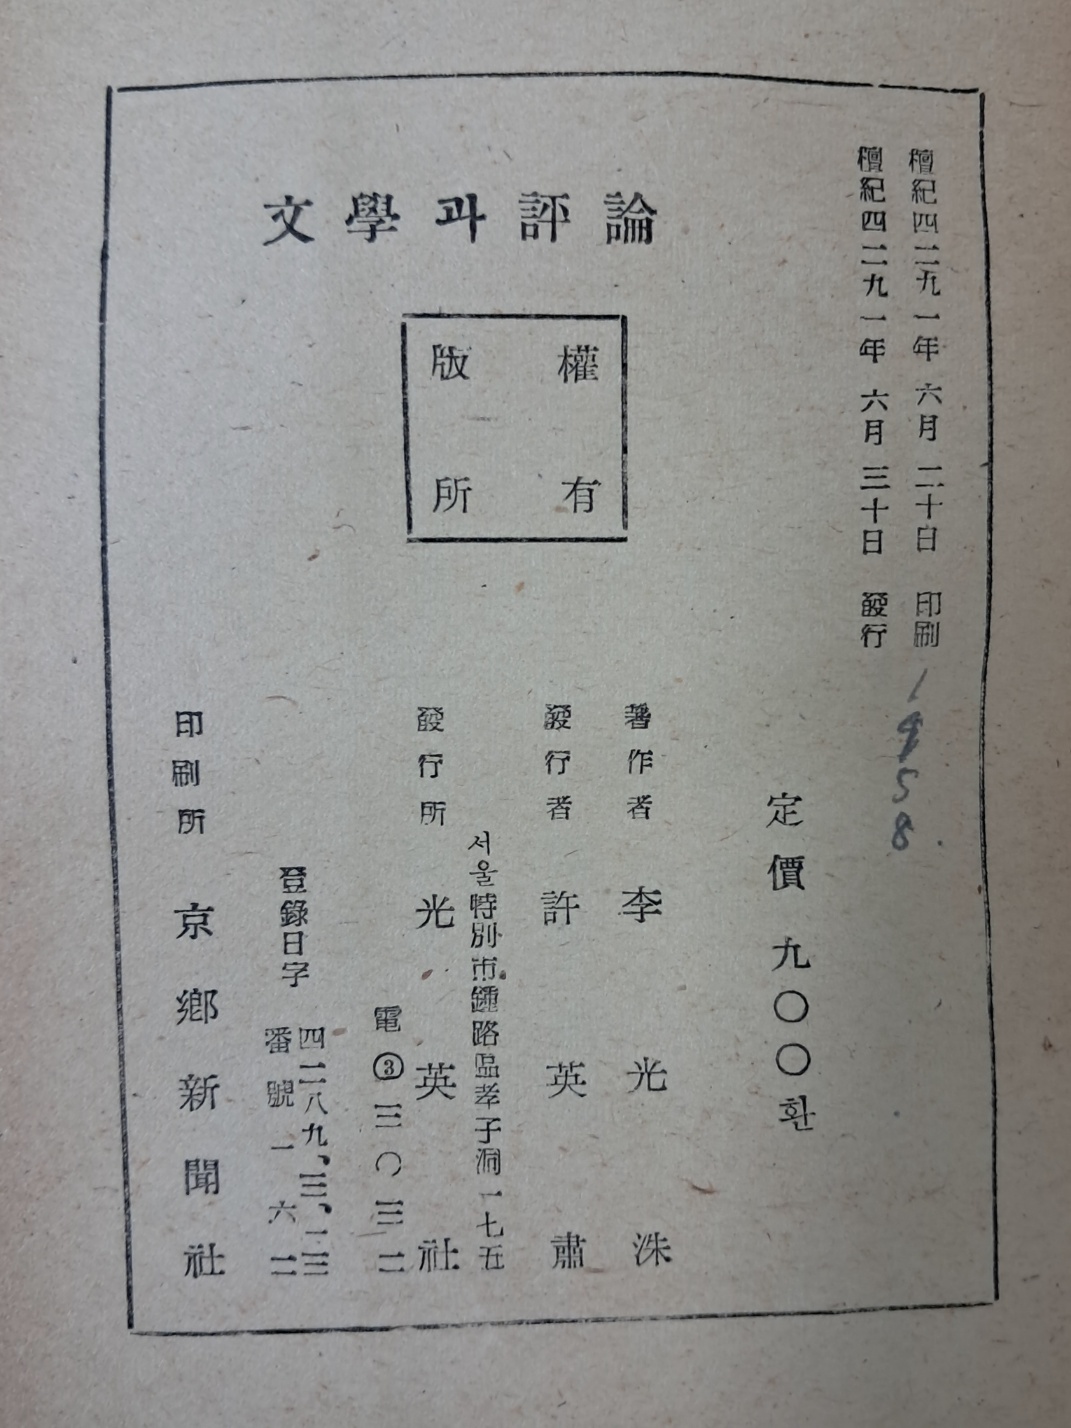 文學과評論
版權
所有
檀紀四二九一年 六月 二十日 印刷
檀紀四二九一年 六月 三十日 發行
1958.
定價 九〇〇환
著作者 李光洙
發行者 許英肅
서울特別市鍾路區孝子洞一七五
發行所 光英社
電③三〇三二
登錄日字 四二八九、三、二三
番號 一六二
印刷所 京鄕新聞社